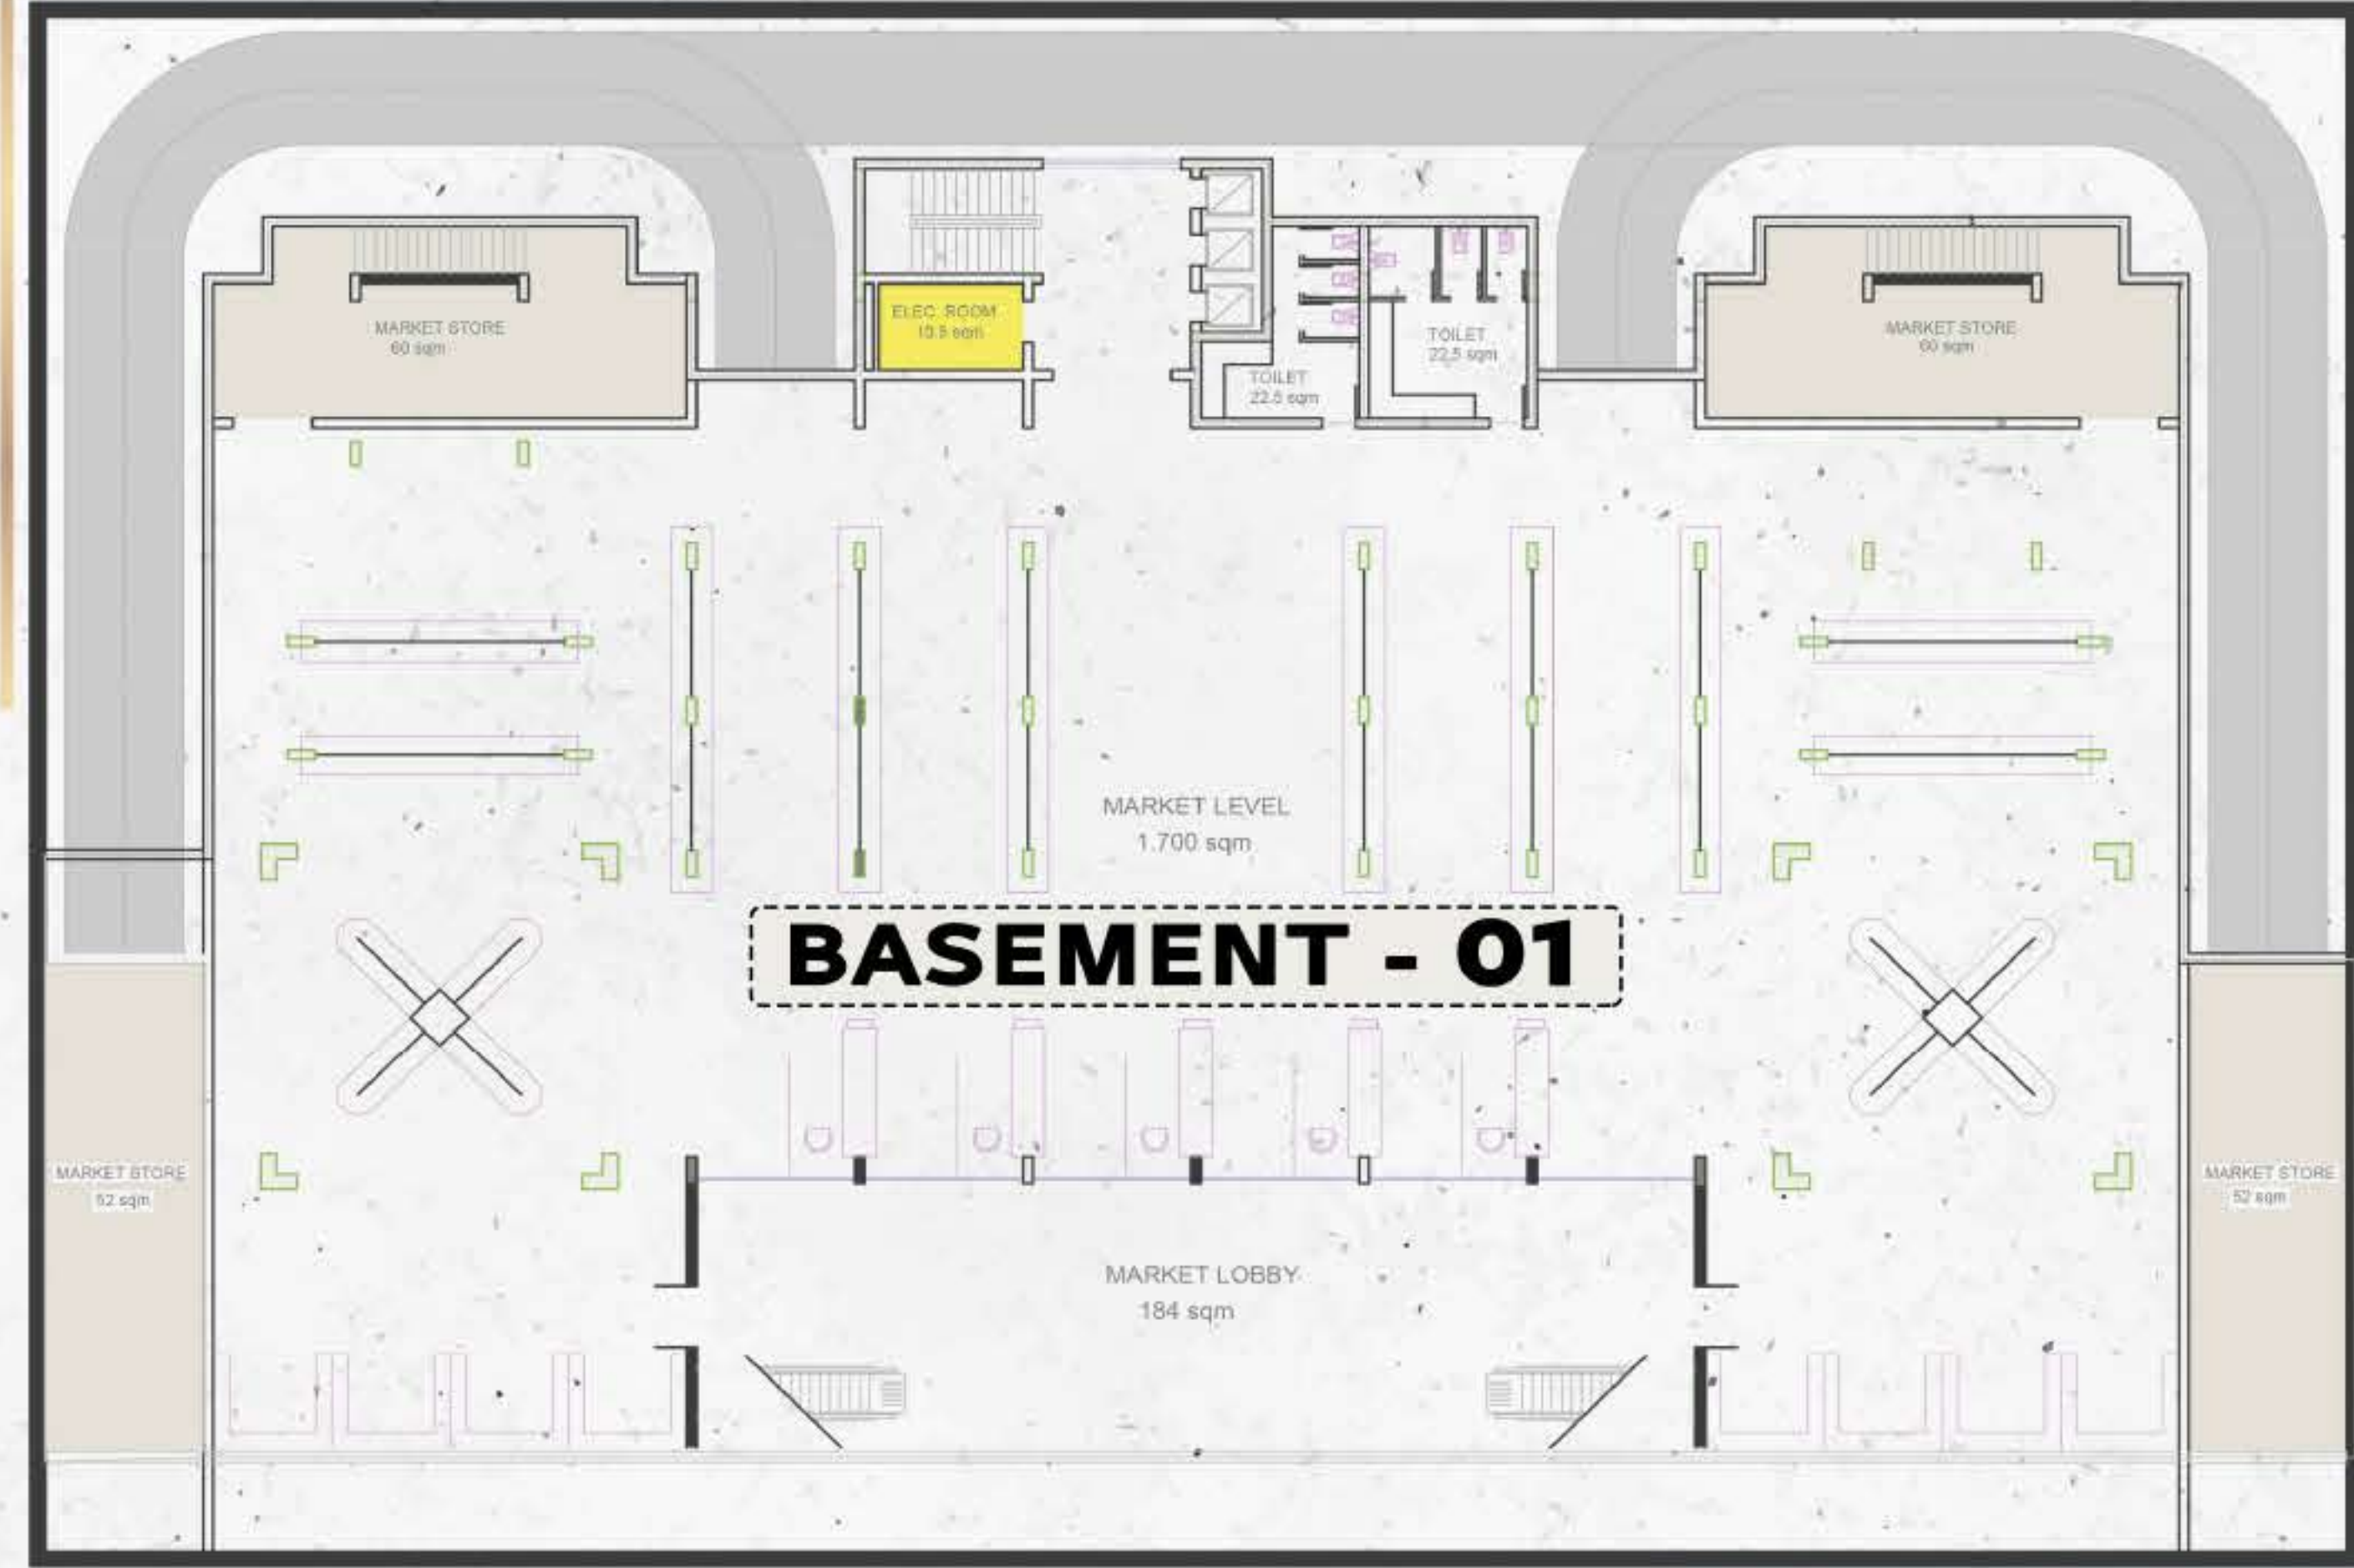 ELEC. ROOM
13.5 sqm
MARKET STORE
60 sqm
MARKET STORE
60 sqm
TOILET
22.5 sqm
TOILET
22.5 sqm
MARKET LEVEL
1.700 sqm
BASEMENT - 01
MARKET STORE
52 sqm
MARKET STORE
52 sqm
MARKET LOBBY
184 sqm